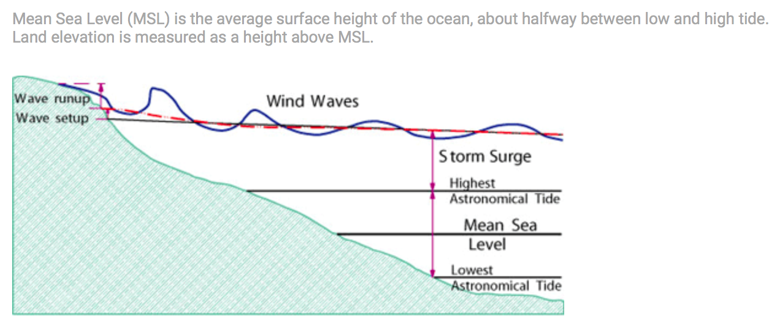 Mean Sea Level (MSL) is the average surface height of the ocean, about halfway between low and high tide.
Land elevation is measured as a height above MSL.
Wave runup
Wind Waves
Wave setup
Storm Surge
Highest
Astronomical Tide
Mean Sea
Level
Lowest
Astronomical Tide